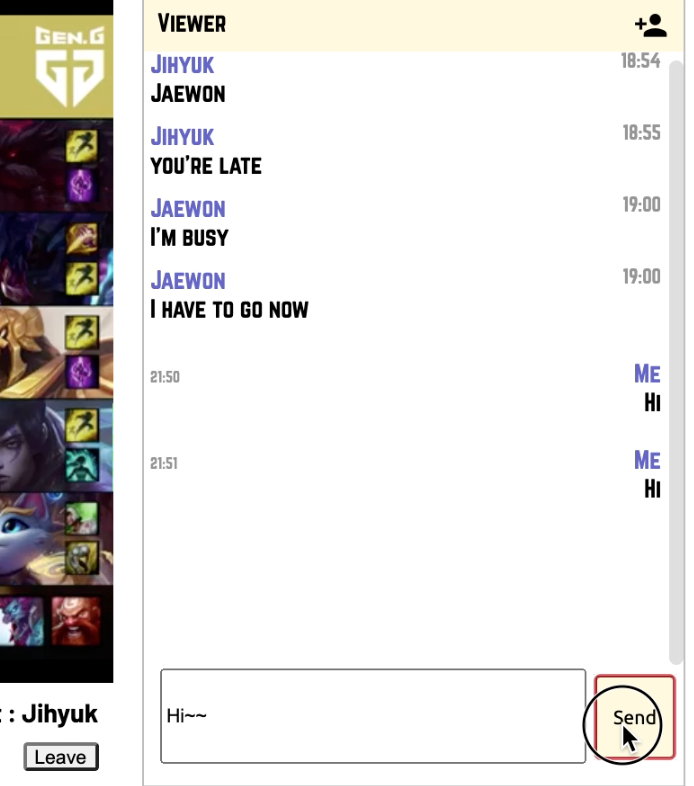 GEN.G
VIEWER
JIHYUK 18:54
JAEWON
JIHYUK 18:55
YOU'RE LATE
JAEWON 19:00
I'M BUSY
JAEWON 19:00
I HAVE TO GO NOW
21:50 ME
HI
21:51 ME
HI
Hi~~ Send
: Jihyuk
Leave